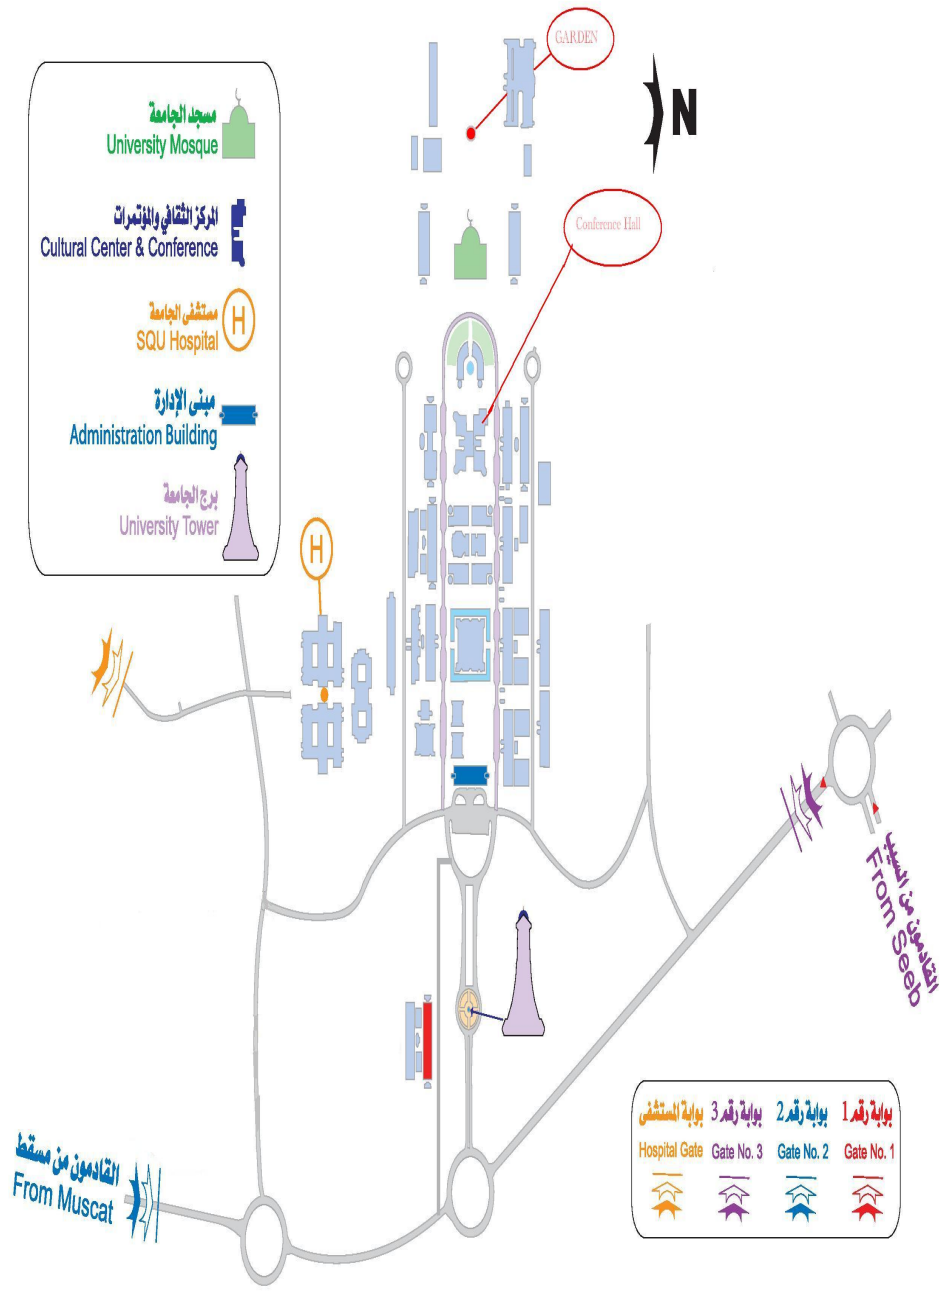 GARDEN
N
Conference Hall
مسجد الجامعة
University Mosque
المركز الثقافي والمؤتمرات
Cultural Center & Conference
مستشفى الجامعة
H
SQU Hospital
مبنى الإدارة
Administration Building
برج الجامعة
University Tower
H
القادمون من السيب
From Seeb
القادمون من مسقط
From Muscat
بوابة المستشفى
Hospital Gate
بوابة رقم 3
Gate No. 3
بوابة رقم 2
Gate No. 2
بوابة رقم 1
Gate No. 1